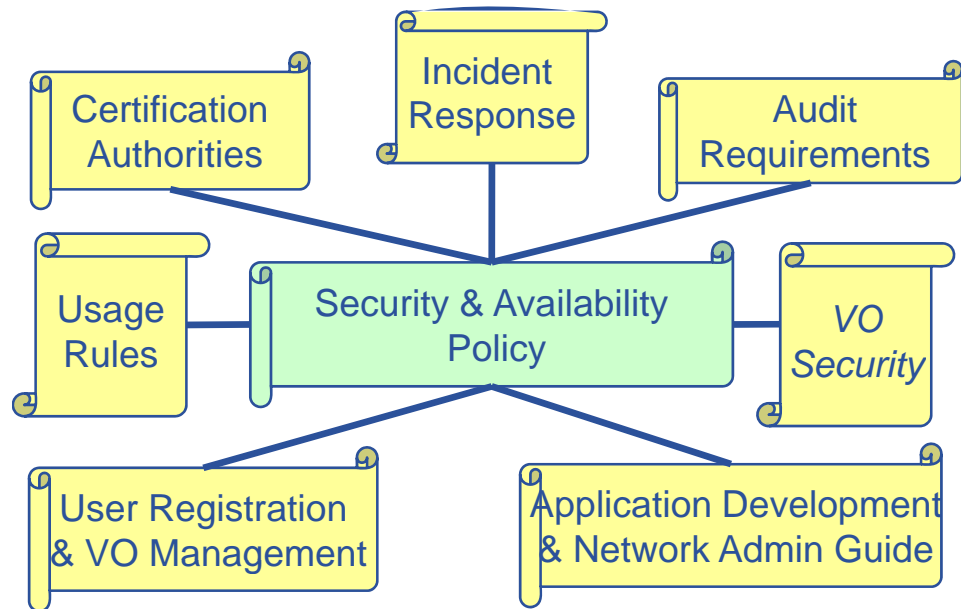 Certification
Authorities
Incident
Response
Audit
Requirements
Usage
Rules
Security & Availability
Policy
VO
Security
User Registration
& VO Management
Application Development
& Network Admin Guide